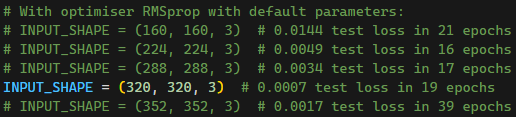 # With optimiser RMSprop with default parameters:
# INPUT_SHAPE = (160, 160, 3)  # 0.0144 test loss in 21 epochs
# INPUT_SHAPE = (224, 224, 3)  # 0.0049 test loss in 16 epochs
# INPUT_SHAPE = (288, 288, 3)  # 0.0034 test loss in 17 epochs
INPUT_SHAPE = (320, 320, 3)  # 0.0007 test loss in 19 epochs
# INPUT_SHAPE = (352, 352, 3)  # 0.0017 test loss in 39 epochs